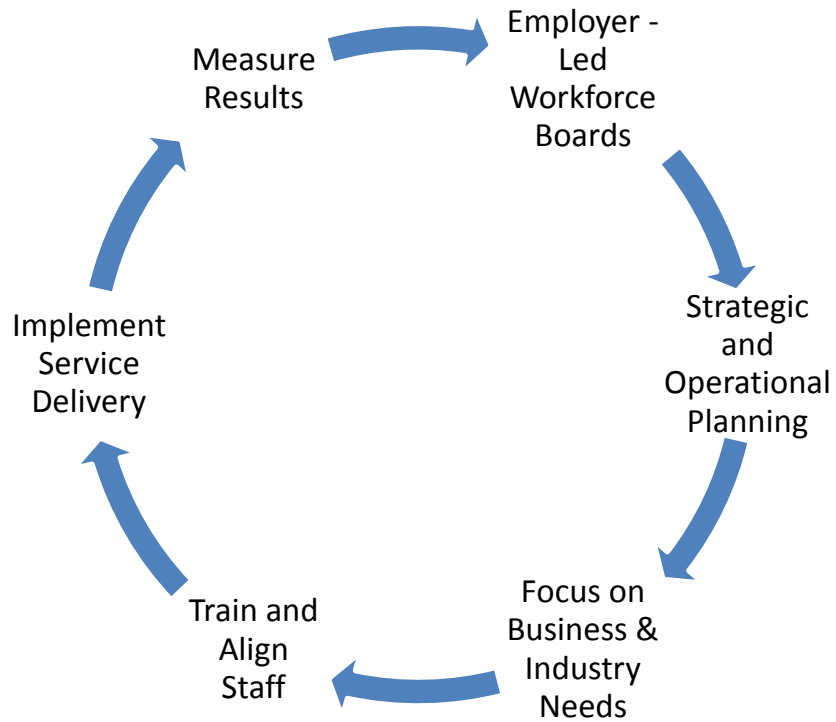 Employer -
Led
Workforce
Boards
Strategic
and
Operational
Planning
Focus on
Business &
Industry
Needs
Train and
Align
Staff
Implement
Service
Delivery
Measure
Results